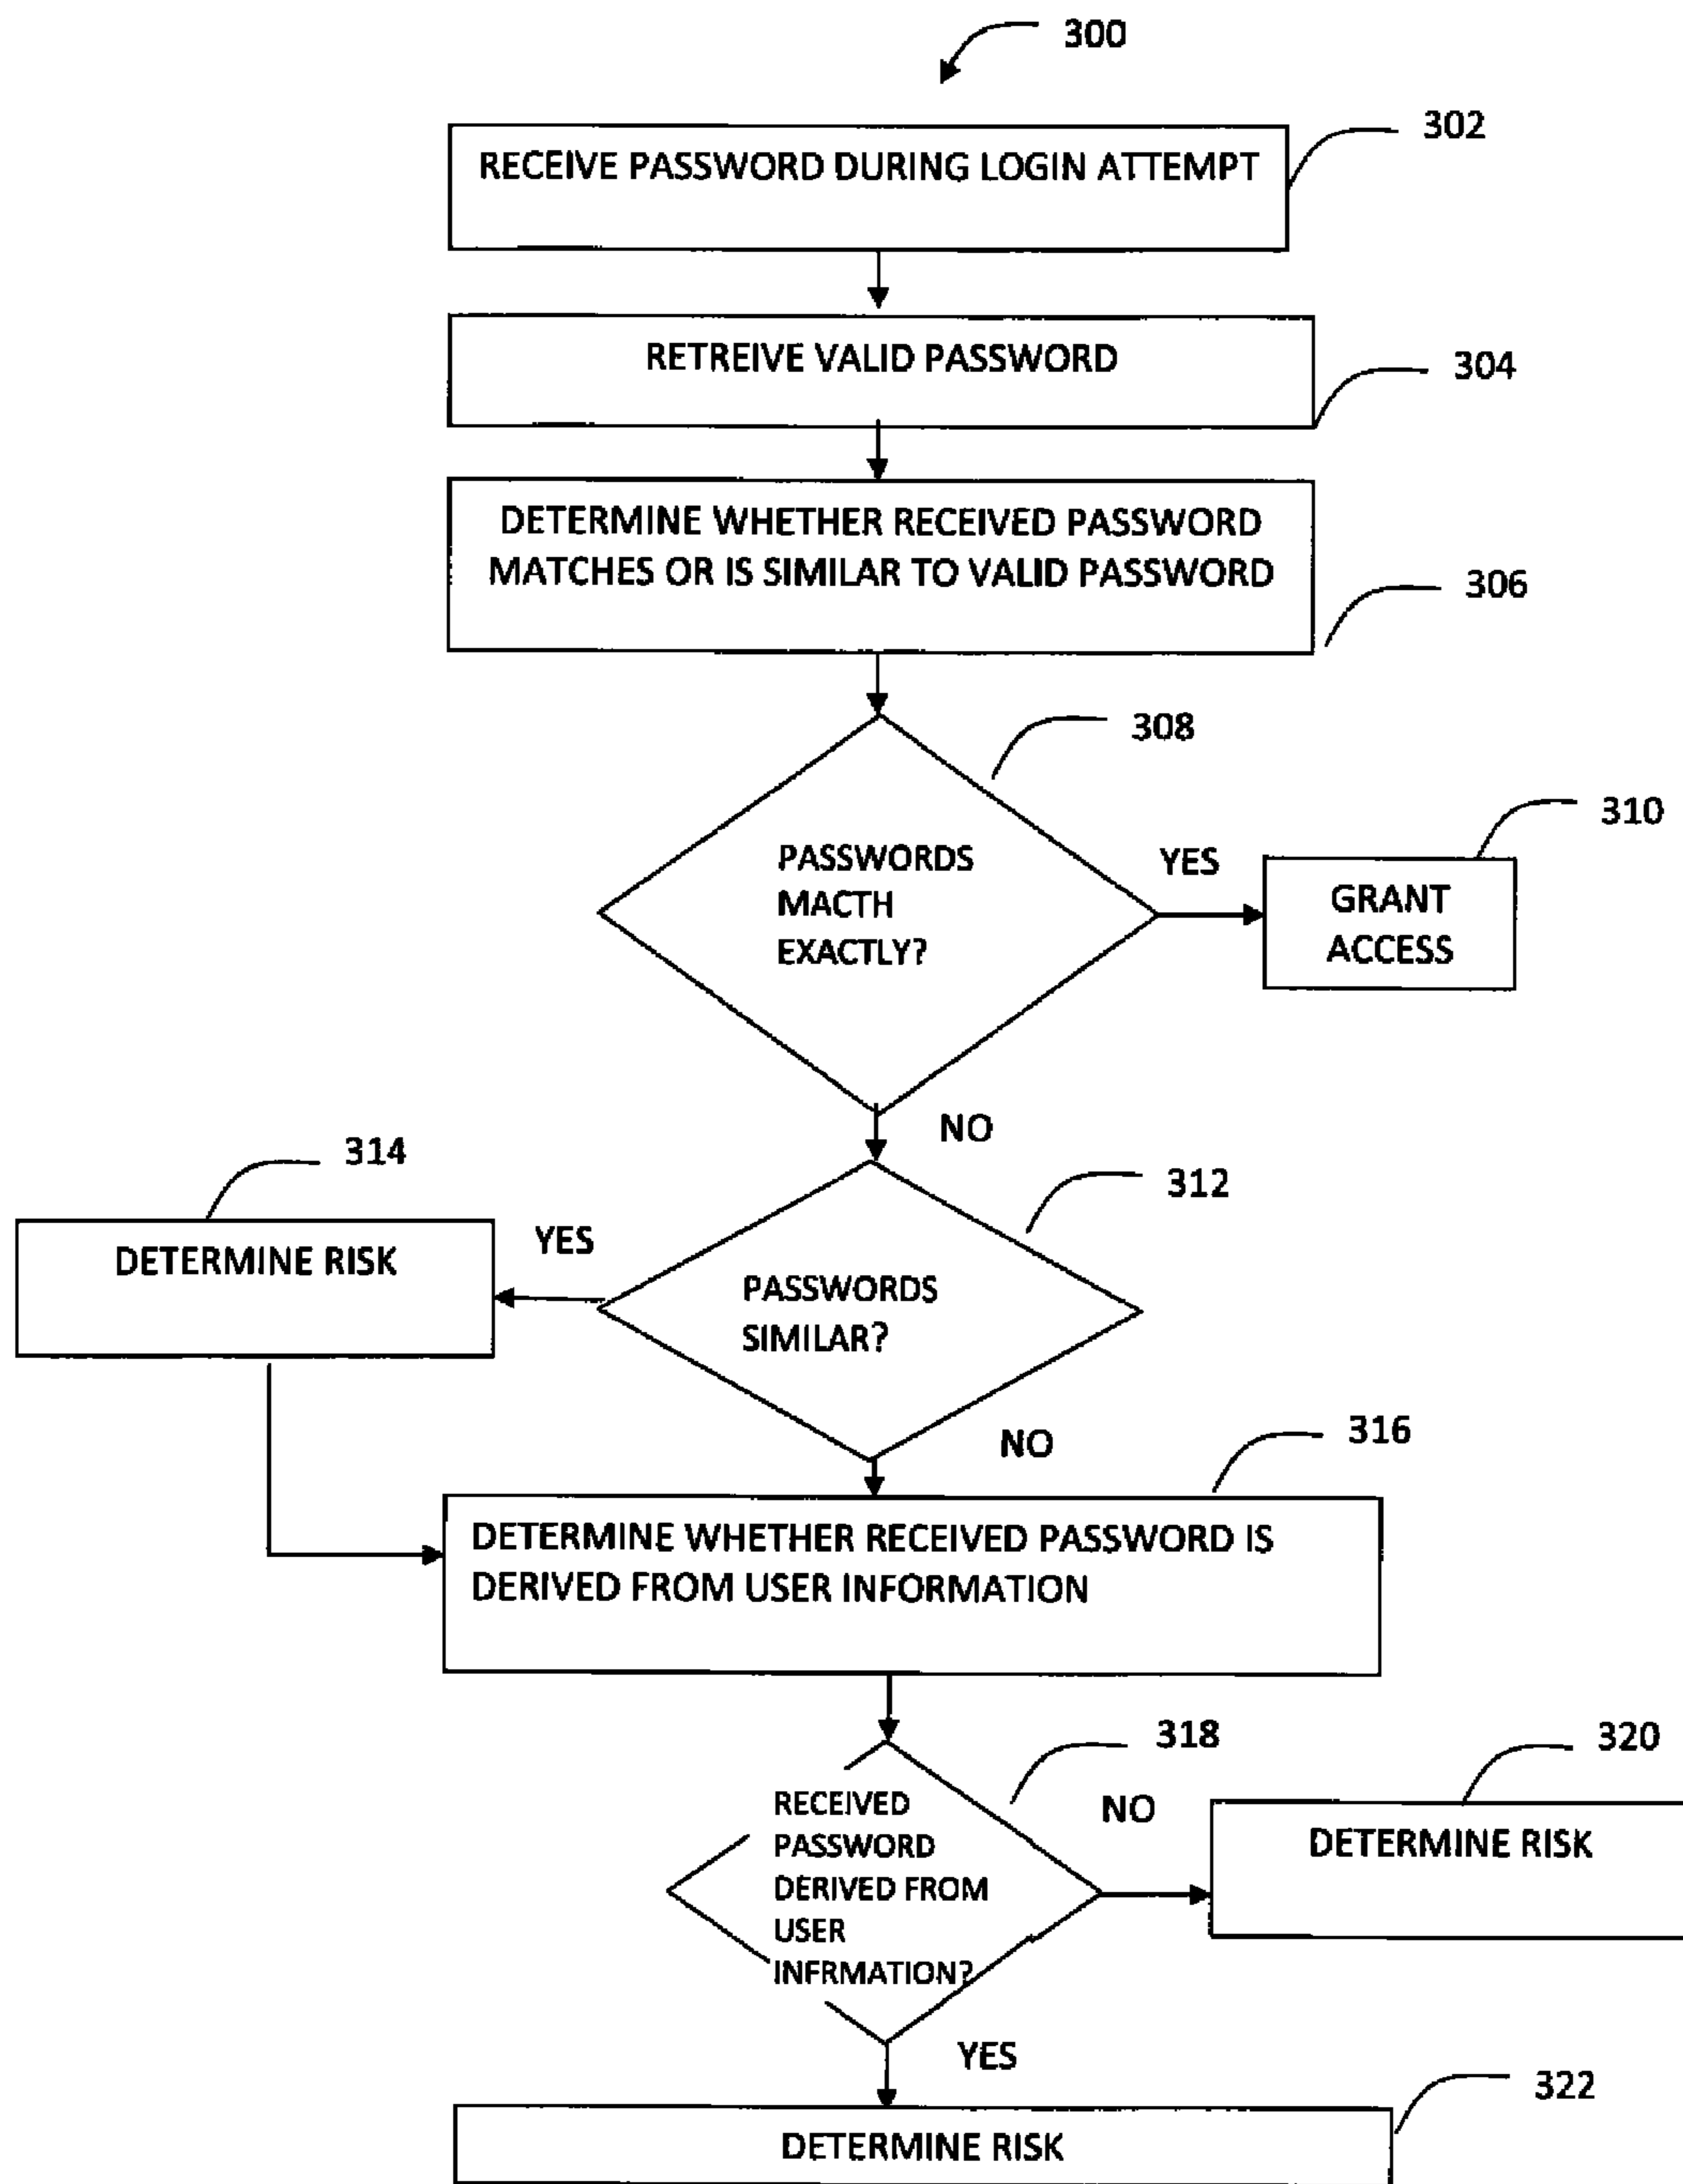 300
302
RECEIVE PASSWORD DURING LOGIN ATTEMPT
RETREIVE VALID PASSWORD
304
DETERMINE WHETHER RECEIVED PASSWORD
MATCHES OR IS SIMILAR TO VALID PASSWORD
306
308
PASSWORDS
MACTH
EXACTLY?
YES
310
GRANT
ACCESS
NO
314
312
DETERMINE RISK
YES
PASSWORDS
SIMILAR?
NO
316
DETERMINE WHETHER RECEIVED PASSWORD IS
DERIVED FROM USER INFORMATION
318
320
RECEIVED
PASSWORD
DERIVED FROM
USER
INFRMATION?
NO
DETERMINE RISK
YES
322
DETERMINE RISK